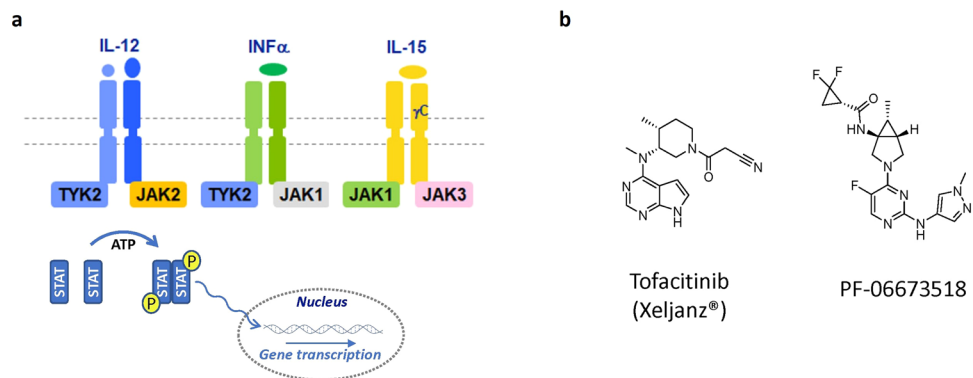 a
IL-12 INFα IL-15
γC
TYK2 JAK2 TYK2 JAK1 JAK1 JAK3
ATP
STAT STAT STAT STAT P P
Nucleus
Gene transcription
b
N N N H N N O N
Tofacitinib
(Xeljanz®)
F F O HN H N F N N N H N N
PF-06673518